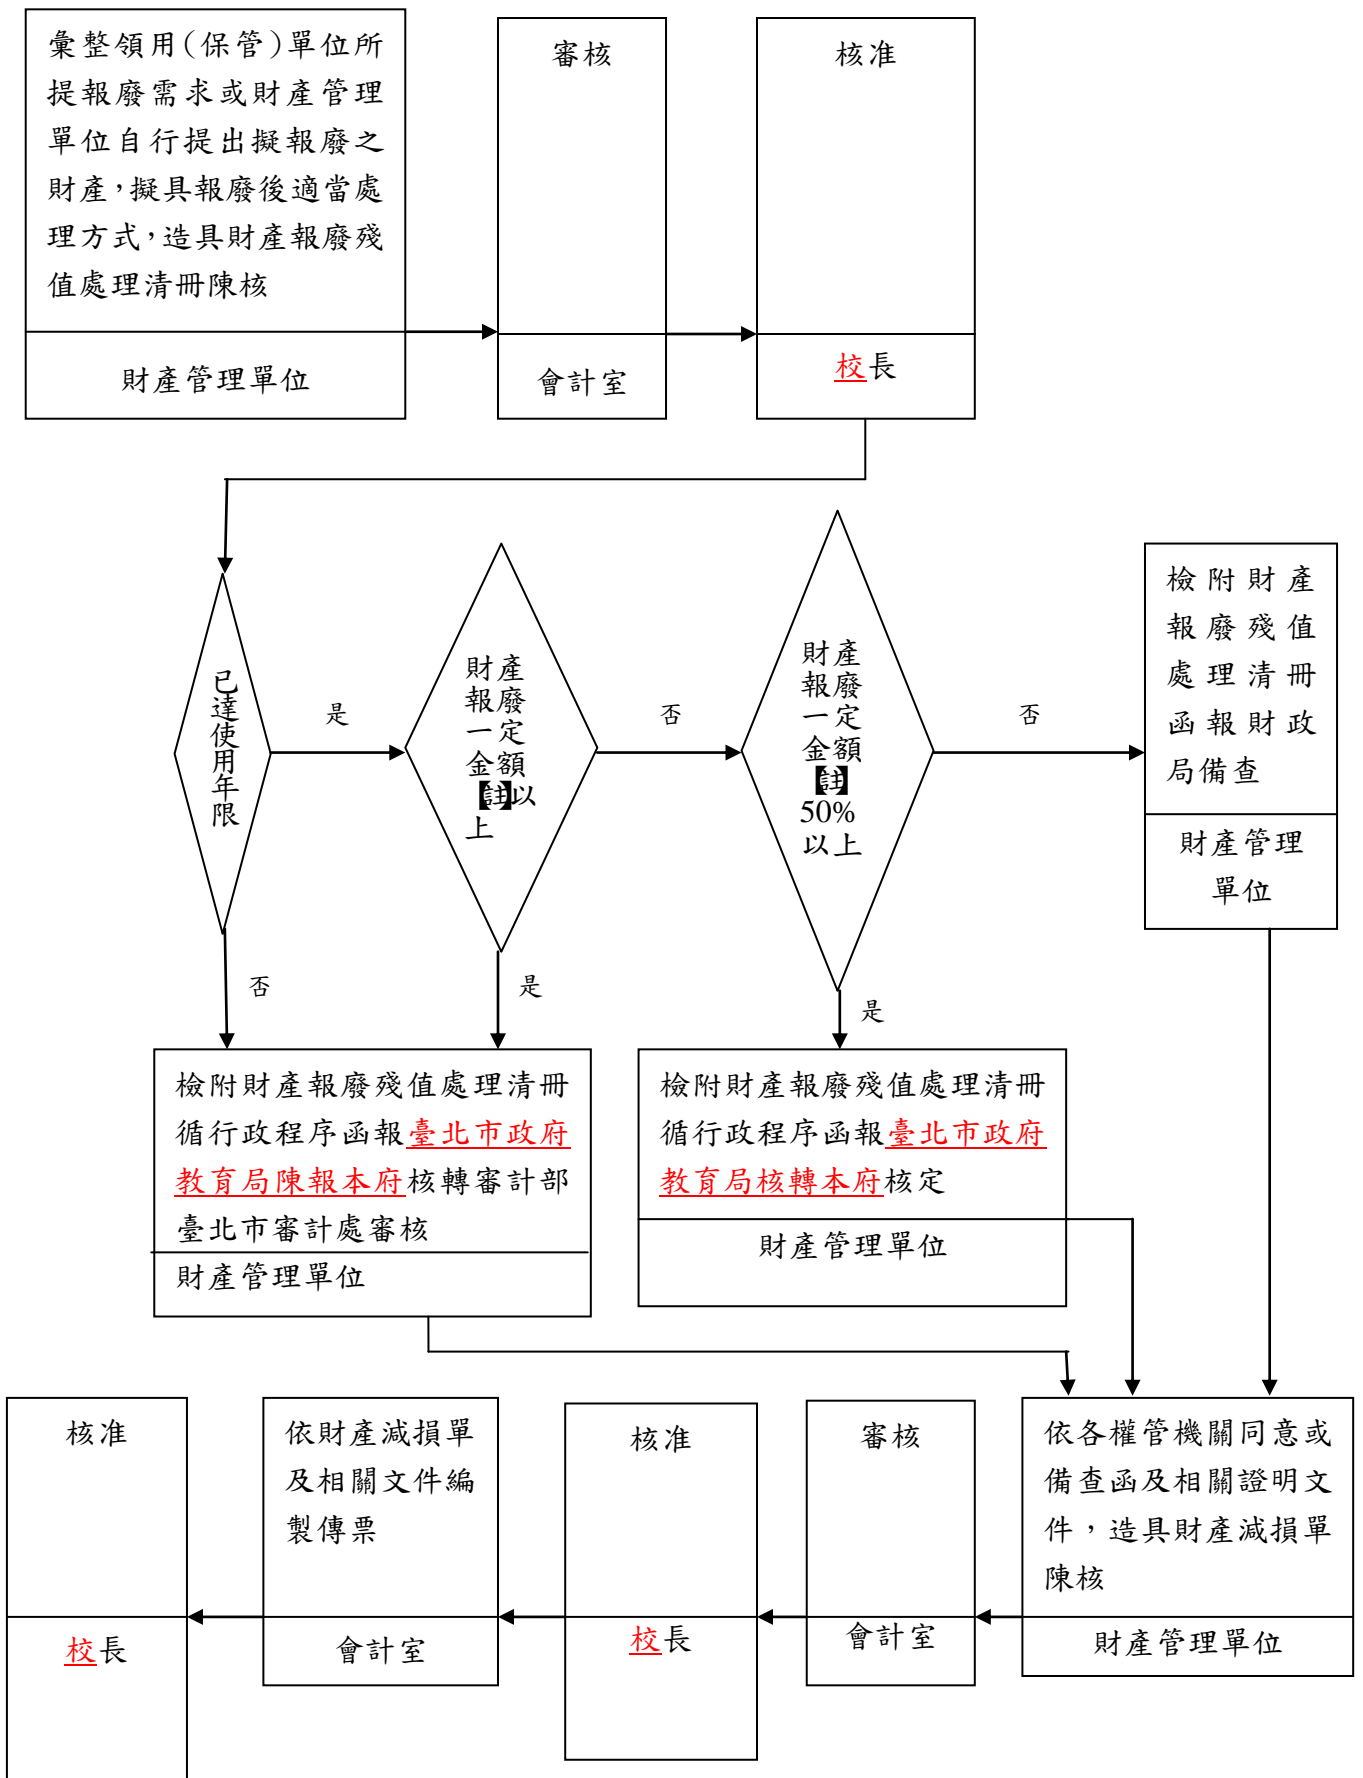 彙整領用(保管)單位所
提報廢需求或財產管理
單位自行提出擬報廢之
財產，擬具報廢後適當處
理方式，造具財產報廢殘
值處理清冊陳核
財產管理單位
審核
會計室
核准
校長
已達使用年限
是
否
財產
報廢
一定
金額
【註】以
上
否
是
財產
報廢
一定
金額
【註】
50%
以上
否
是
檢附財產
報廢殘值
處理清冊
函報財政
局備查
財產管理
單位
檢附財產報廢殘值處理清冊
循行政程序函報臺北市政府
教育局陳報本府核轉審計部
臺北市審計處審核
財產管理單位
檢附財產報廢殘值處理清冊
循行政程序函報臺北市政府
教育局核轉本府核定
財產管理單位
依各權管機關同意或
備查函及相關證明文
件，造具財產減損單
陳核
財產管理單位
審核
會計室
核准
校長
依財產減損單
及相關文件編
製傳票
會計室
核准
校長